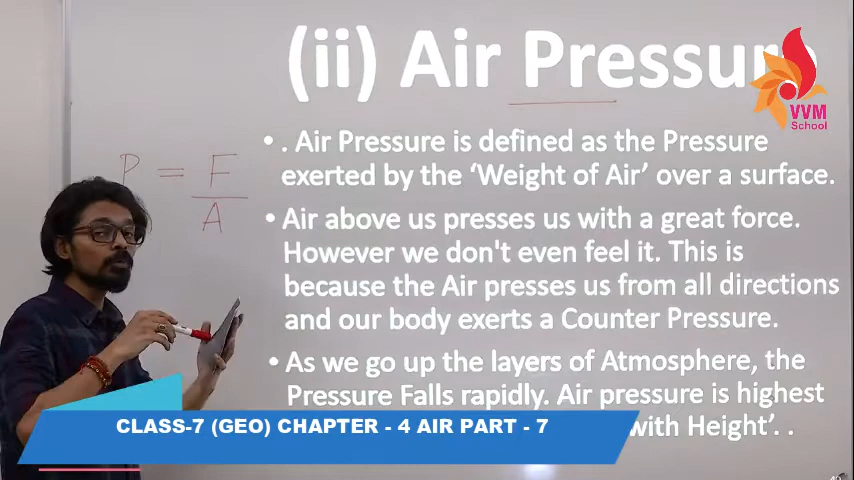 (ii) Air Pressure
VVM
School
P = F
A
• . Air Pressure is defined as the Pressure
exerted by the ‘Weight of Air’ over a surface.
• Air above us presses us with a great force.
However we don't even feel it. This is
because the Air presses us from all directions
and our body exerts a Counter Pressure.
• As we go up the layers of Atmosphere, the
Pressure Falls rapidly. Air pressure is highest
with Height’. .
CLASS-7 (GEO) CHAPTER - 4 AIR PART - 7